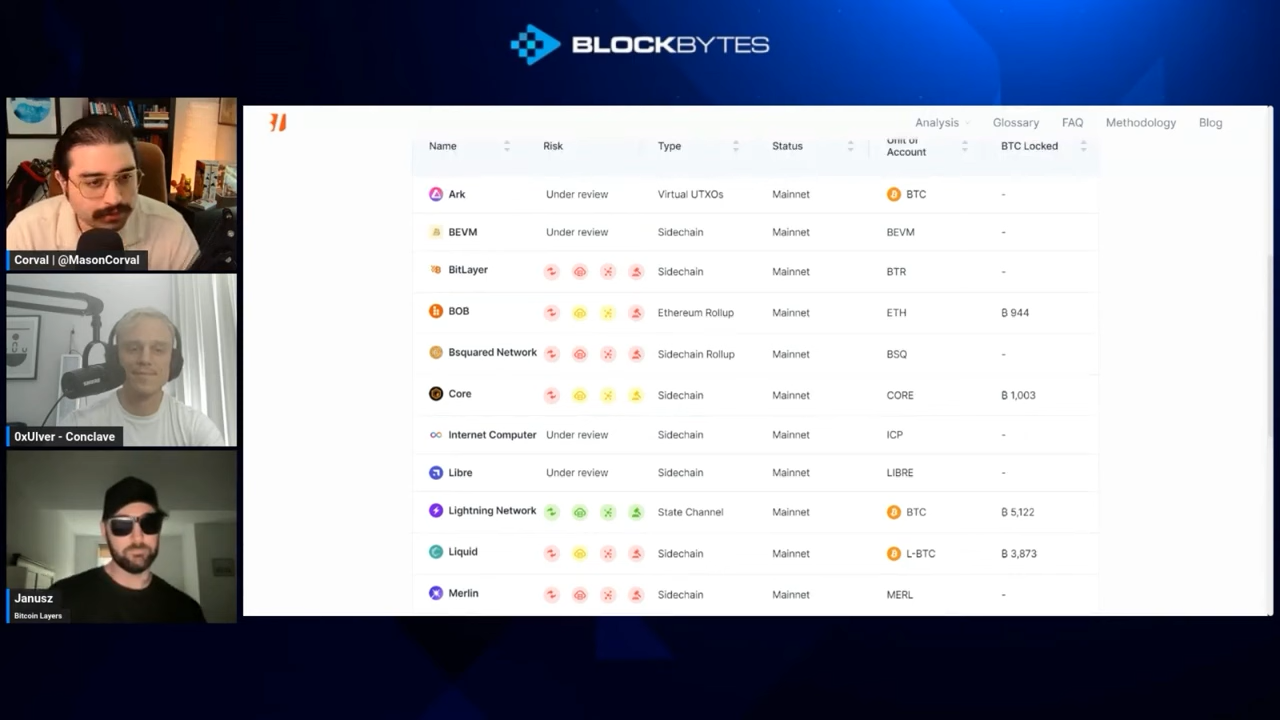 BLOCKBYTES
Analysis Glossary FAQ Methodology Blog
Name Risk Type Status Unit of Account BTC Locked
Ark Under review Virtual UTXOs Mainnet BTC -
BEVM Under review Sidechain Mainnet BEVM -
BitLayer Sidechain Mainnet BTR -
BOB Ethereum Rollup Mainnet ETH ₿ 944
Bsquared Network Sidechain Rollup Mainnet BSQ -
Core Sidechain Mainnet CORE ₿ 1,003
Internet Computer Under review Sidechain Mainnet ICP -
Libre Under review Sidechain Mainnet LIBRE -
Lightning Network State Channel Mainnet BTC ₿ 5,122
Liquid Sidechain Mainnet L-BTC ₿ 3,873
Merlin Sidechain Mainnet MERL -
Corval | @MasonCorval
SHURE
0xUlver - Conclave
Janusz
Bitcoin Layers